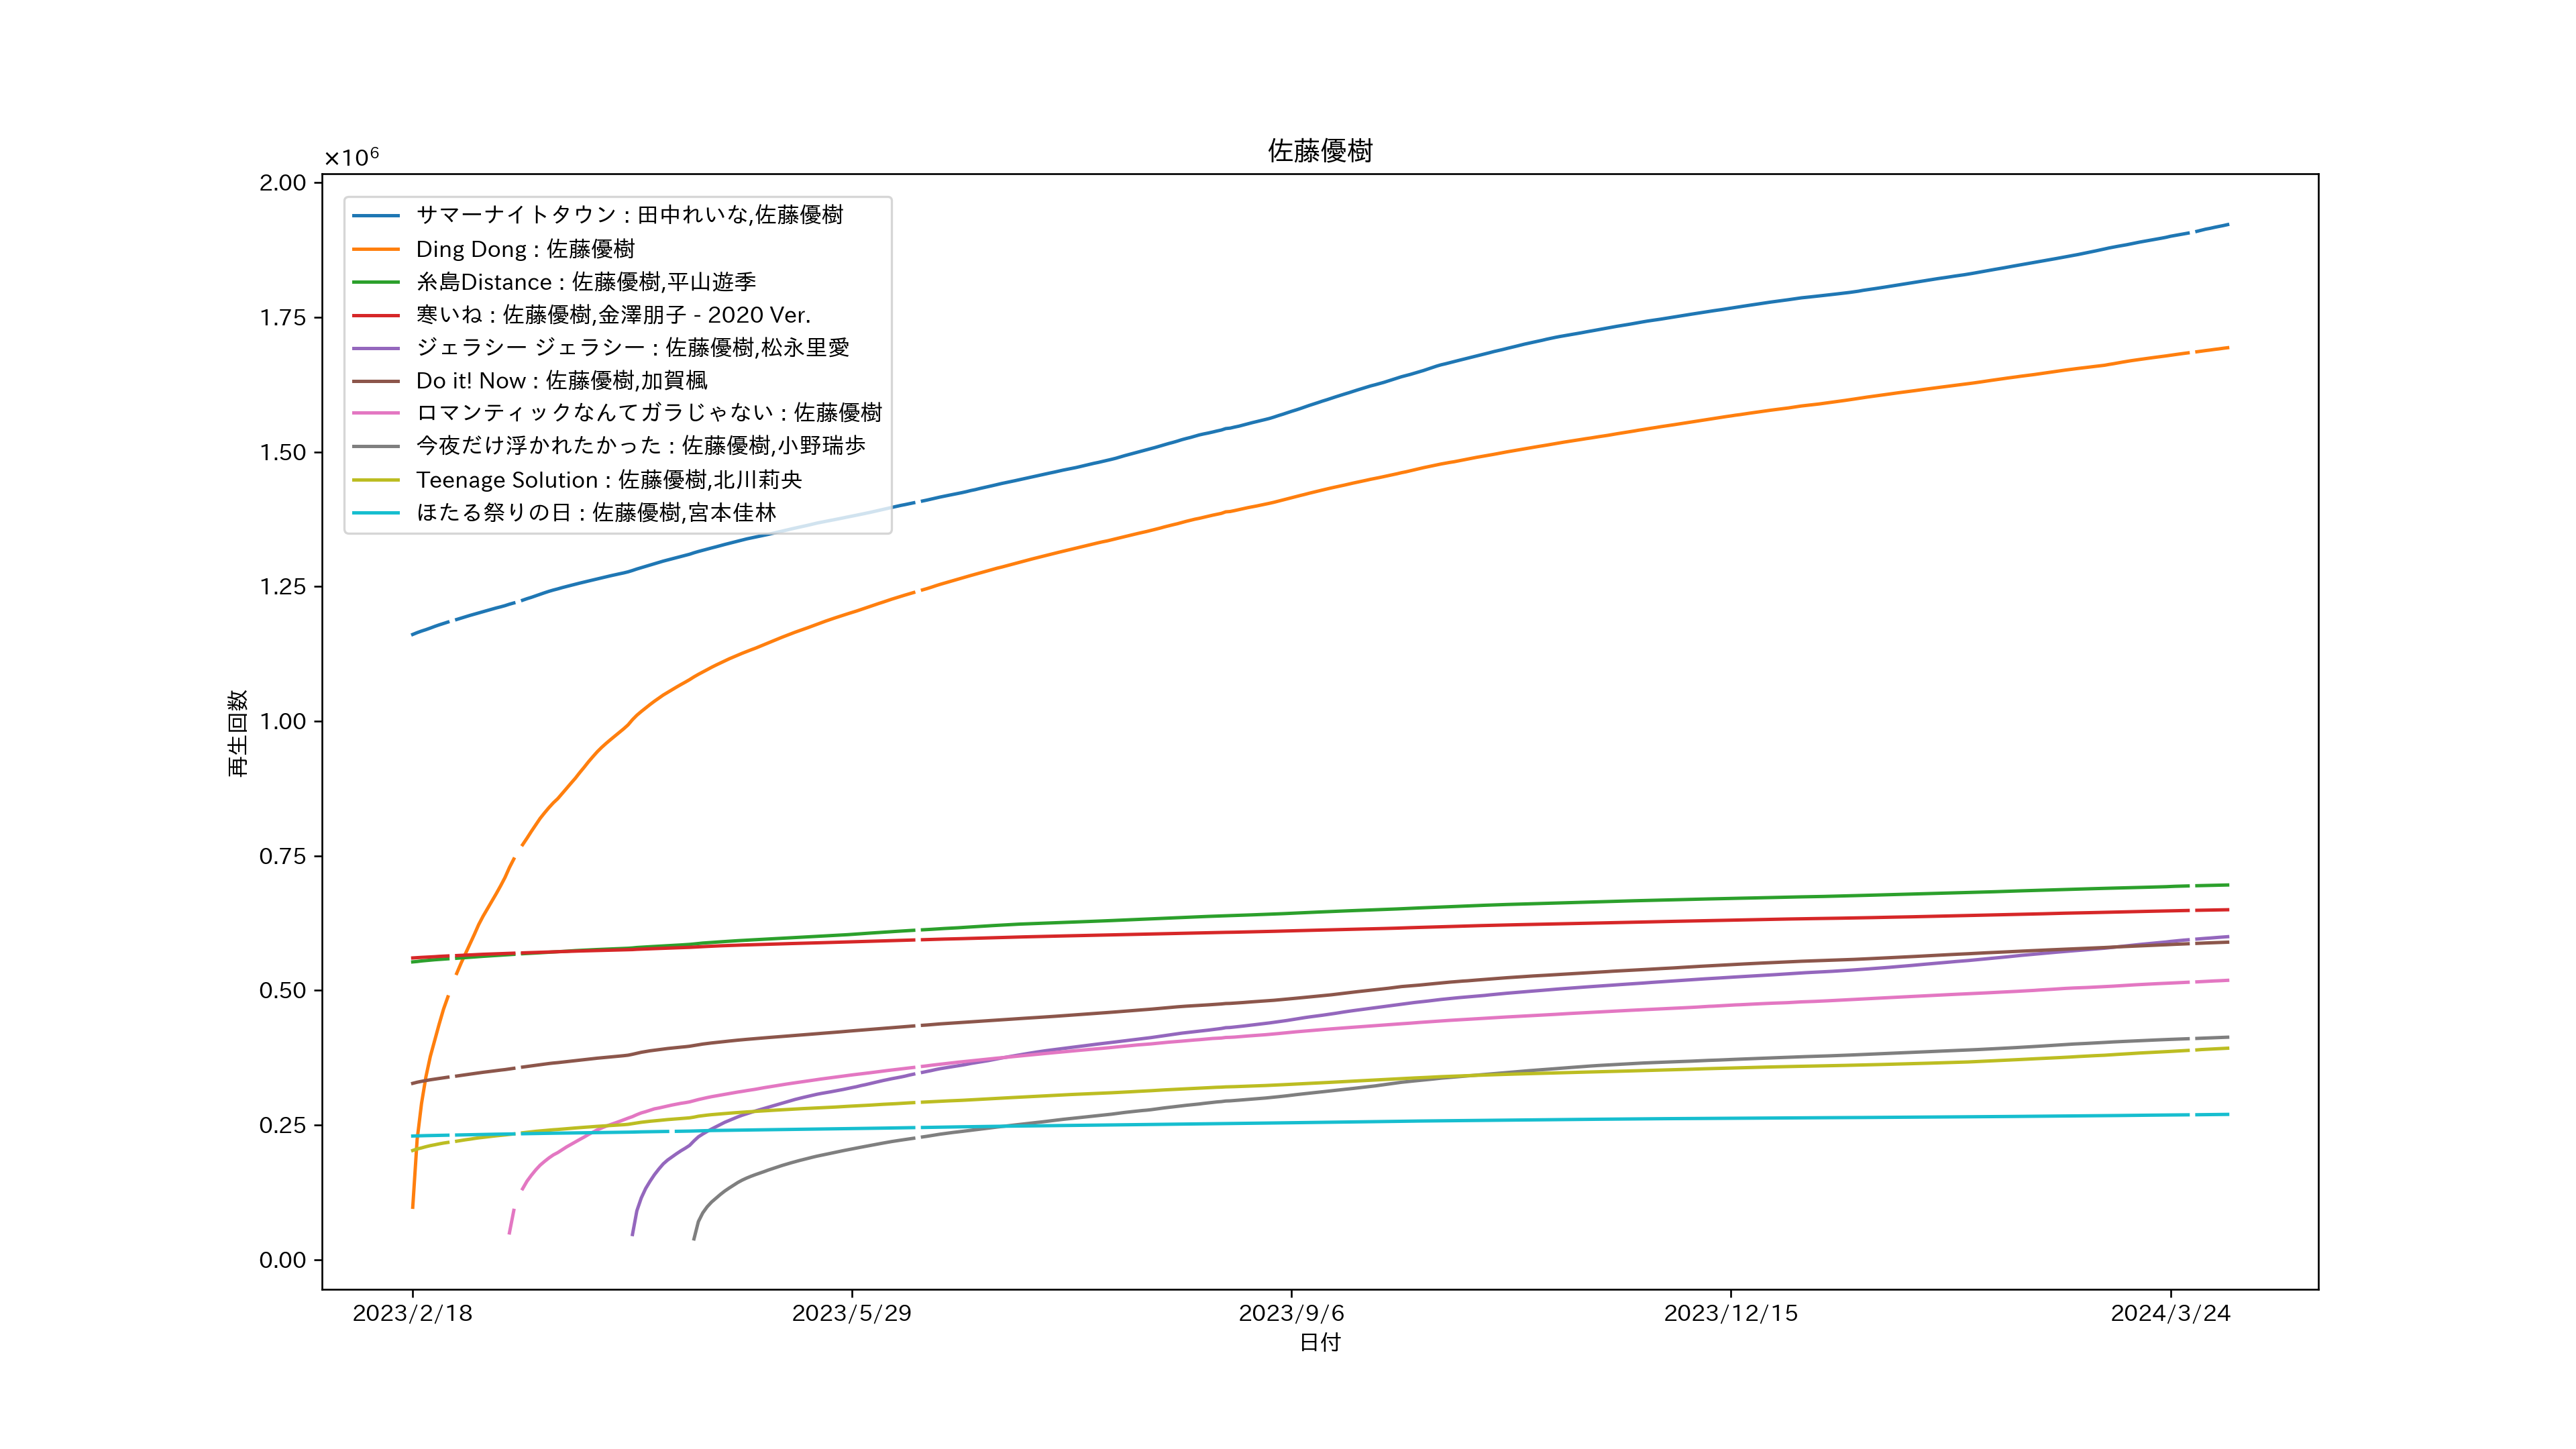 佐藤優樹
×10⁶
2.00
1.75
1.50
1.25
1.00
0.75
0.50
0.25
0.00
再生回数
サマーナイトタウン : 田中れいな,佐藤優樹
Ding Dong : 佐藤優樹
糸島Distance : 佐藤優樹,平山遊季
寒いね : 佐藤優樹,金澤朋子 - 2020 Ver.
ジェラシー ジェラシー : 佐藤優樹,松永里愛
Do it! Now : 佐藤優樹,加賀楓
ロマンティックなんてガラじゃない : 佐藤優樹
今夜だけ浮かれたかった : 佐藤優樹,小野瑞歩
Teenage Solution : 佐藤優樹,北川莉央
ほたる祭りの日 : 佐藤優樹,宮本佳林
2023/2/18
2023/5/29
2023/9/6
2023/12/15
2024/3/24
日付